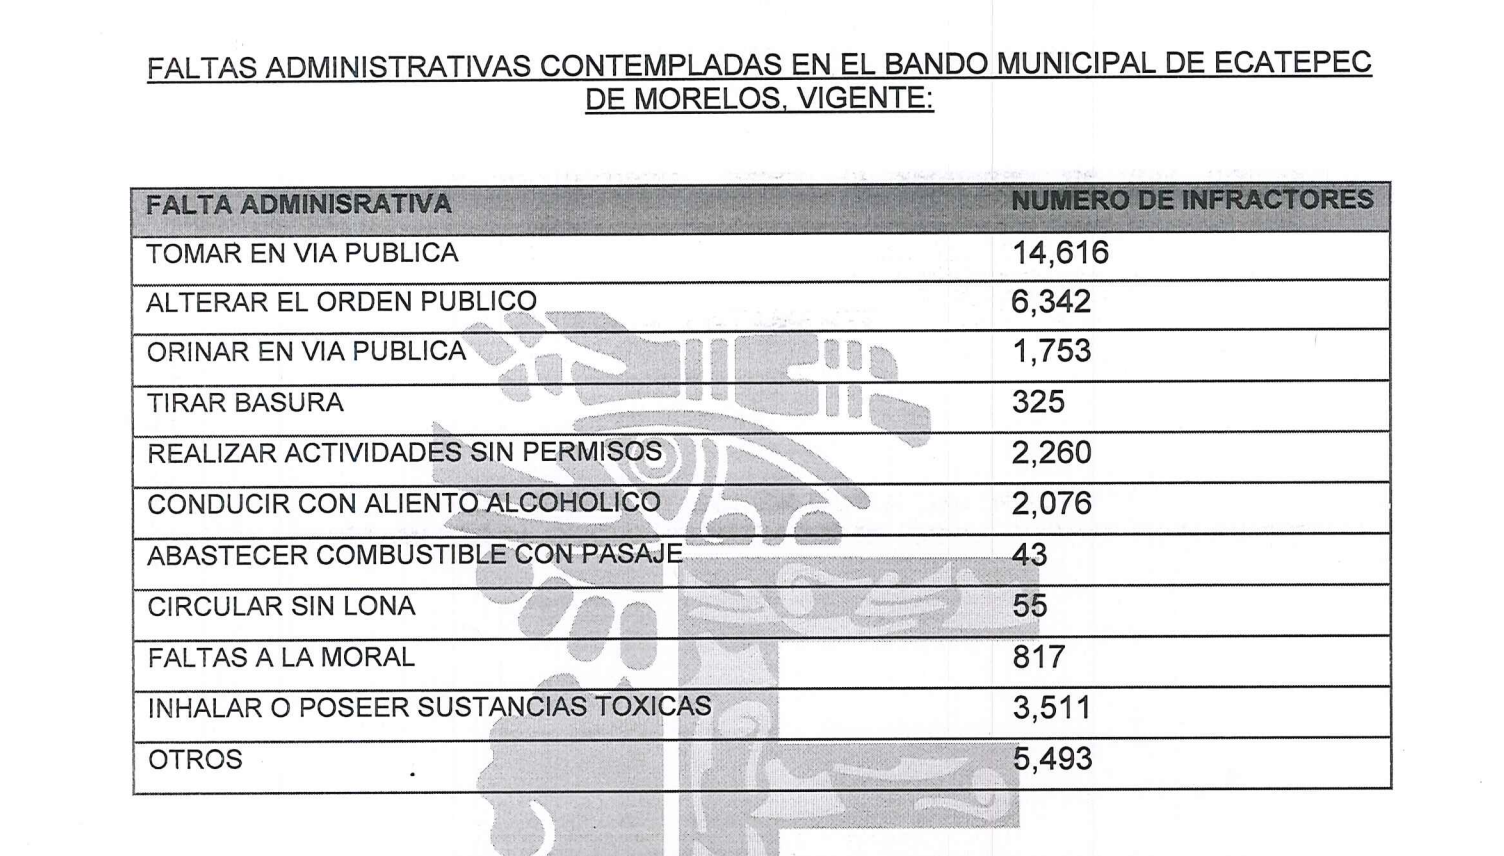 FALTAS ADMINISTRATIVAS CONTEMPLADAS EN EL BANDO MUNICIPAL DE ECATEPEC
DE MORELOS, VIGENTE:
FALTA ADMINISRATIVA NUMERO DE INFRACTORES
TOMAR EN VIA PUBLICA 14,616
ALTERAR EL ORDEN PUBLICO 6,342
ORINAR EN VIA PUBLICA 1,753
TIRAR BASURA 325
REALIZAR ACTIVIDADES SIN PERMISOS 2,260
CONDUCIR CON ALIENTO ALCOHOLICO 2,076
ABASTECER COMBUSTIBLE CON PASAJE 43
CIRCULAR SIN LONA 55
FALTAS A LA MORAL 817
INHALAR O POSEER SUSTANCIAS TOXICAS 3,511
OTROS 5,493